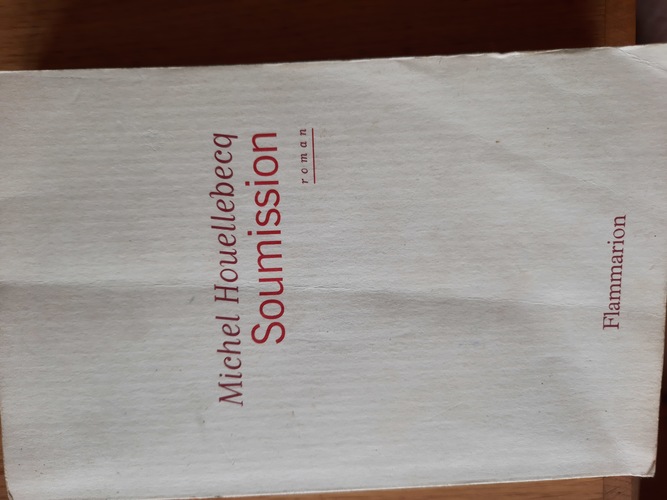 Michel Houellebecq
Soumission
roman
Flammarion